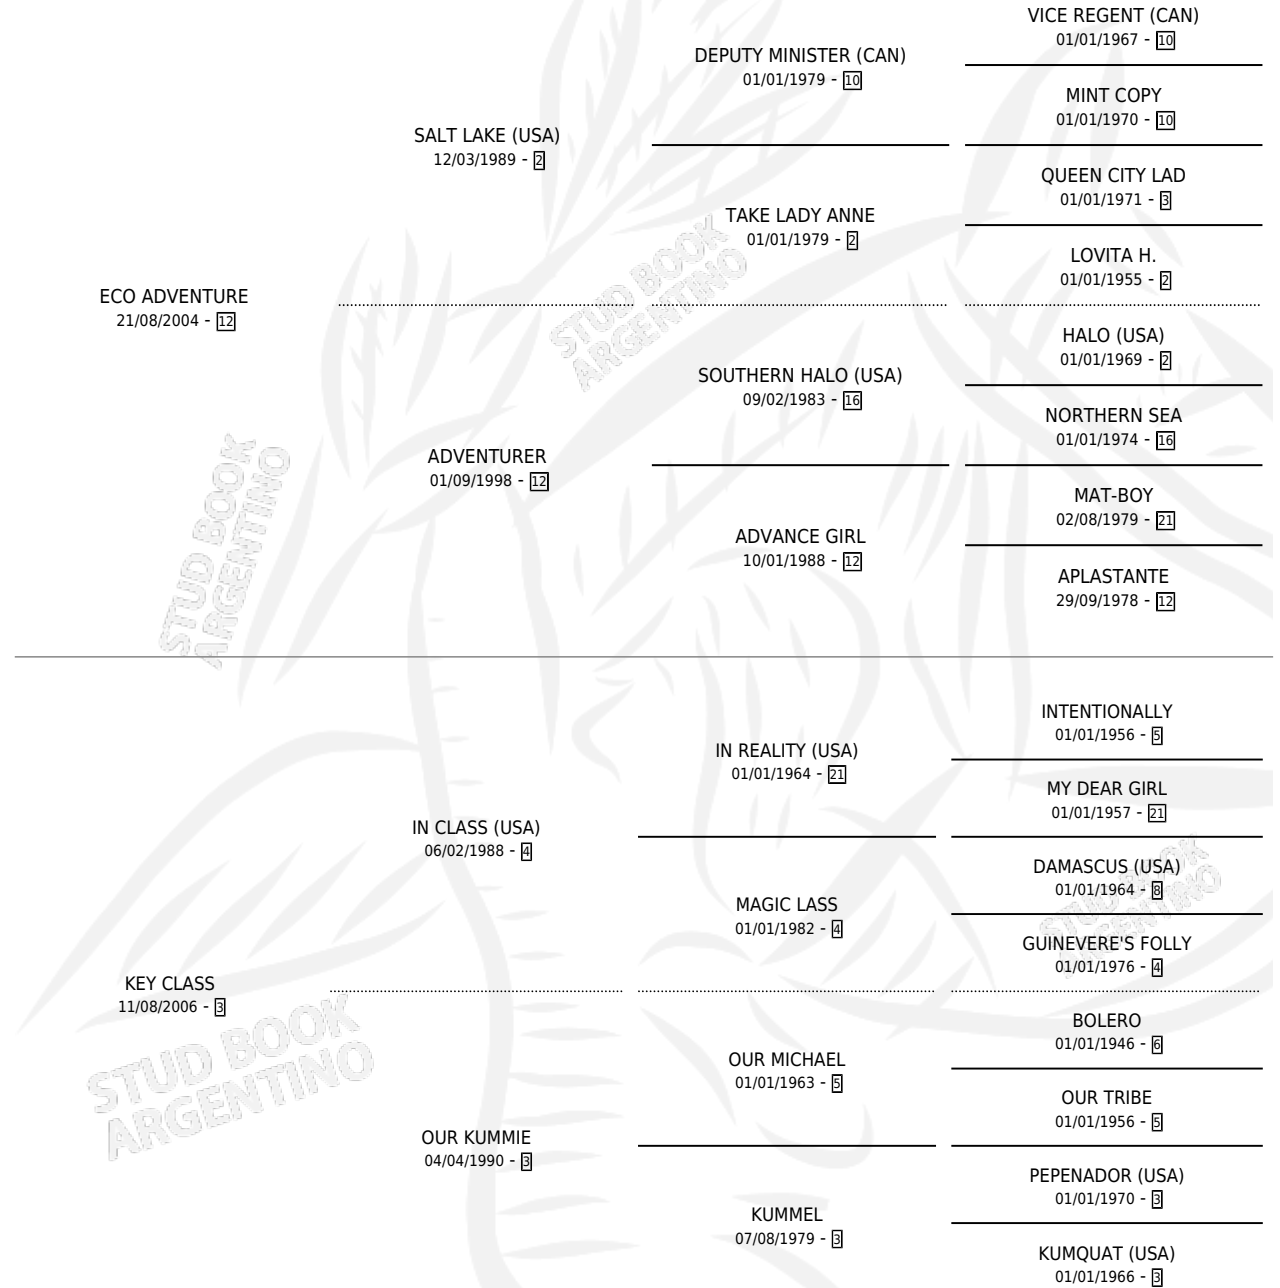 VICE REGENT (CAN)
01/01/1967 - 10
DEPUTY MINISTER (CAN)
01/01/1979 - 10
MINT COPY
01/01/1970 - 10
SALT LAKE (USA)
12/03/1989 - 2
QUEEN CITY LAD
01/01/1971 - 3
TAKE LADY ANNE
01/01/1979 - 2
LOVITA H.
01/01/1955 - 2
ECO ADVENTURE
21/08/2004 - 12
HALO (USA)
01/01/1969 - 2
SOUTHERN HALO (USA)
09/02/1983 - 16
NORTHERN SEA
01/01/1974 - 16
ADVENTURER
01/09/1998 - 12
MAT-BOY
02/08/1979 - 21
ADVANCE GIRL
10/01/1988 - 12
APLASTANTE
29/09/1978 - 12
STUD BOOK
ARGENTINO
STUD BOOK
ARGENTINO
INTENTIONALLY
01/01/1956 - 5
IN REALITY (USA)
01/01/1964 - 21
MY DEAR GIRL
01/01/1957 - 21
IN CLASS (USA)
06/02/1988 - 4
DAMASCUS (USA)
01/01/1964 - 8
MAGIC LASS
01/01/1982 - 4
GUINEVERE'S FOLLY
01/01/1976 - 4
STUD BOOK
ARGENTINO
KEY CLASS
11/08/2006 - 3
BOLERO
01/01/1946 - 6
OUR MICHAEL
01/01/1963 - 5
OUR TRIBE
01/01/1956 - 5
STUD BOOK
ARGENTINO
OUR KUMMIE
04/04/1990 - 3
PEPENADOR (USA)
01/01/1970 - 3
KUMMEL
07/08/1979 - 3
KUMQUAT (USA)
01/01/1966 - 3